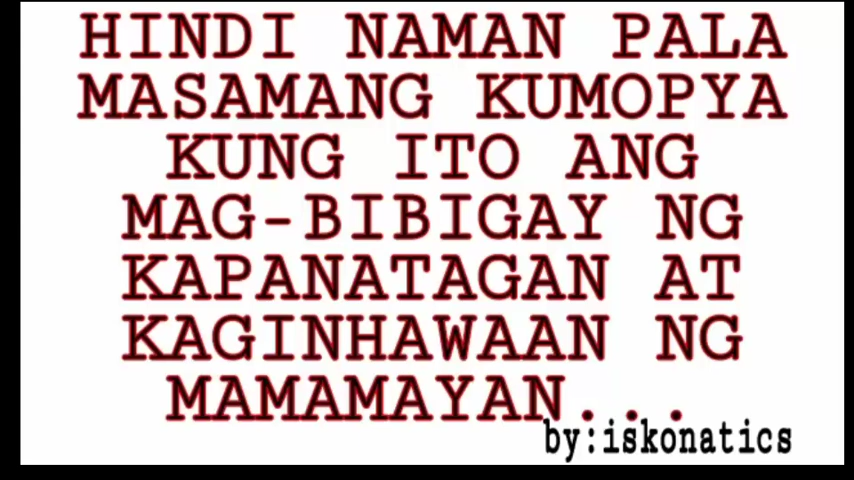 HINDI NAMAN PALA
MASAMANG KUMOPYA
KUNG ITO ANG
MAG-BIBIGAY NG
KAPANATAGAN AT
KAGINHAWAAN NG
MAMAMAYAN...
by:iskonatics